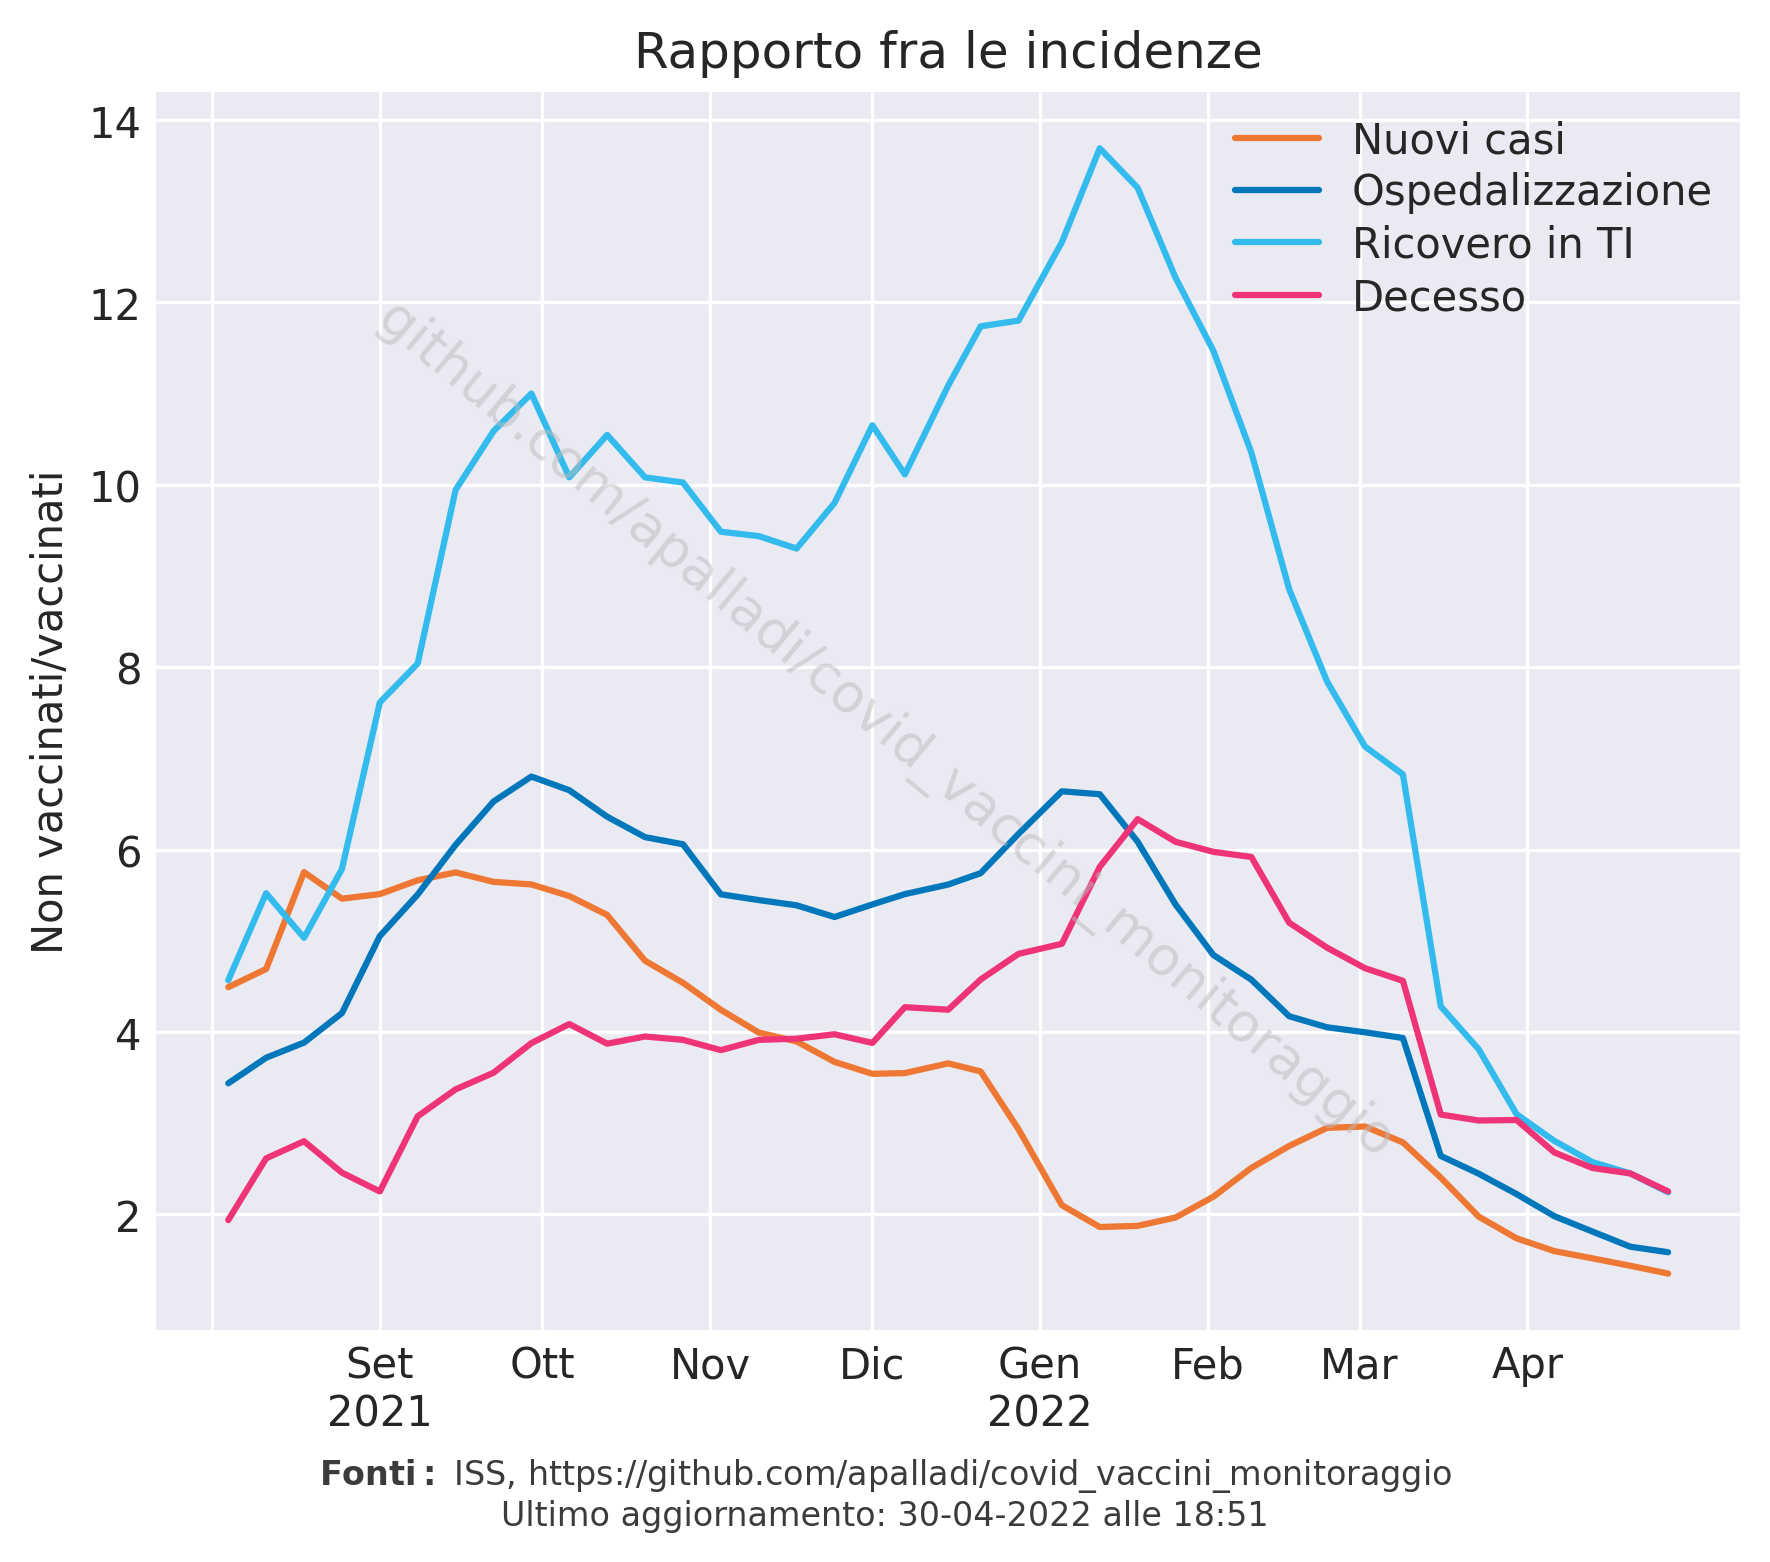 Rapporto fra le incidenze
Non vaccinati/vaccinati
14
12
10
8
6
4
2
Nuovi casi
Ospedalizzazione
Ricovero in TI
Decesso
github.com/apalladi/covid_vaccini_monitoraggio
Set Ott Nov Dic Gen Feb Mar Apr
2021 2022
Fonti: ISS, https://github.com/apalladi/covid_vaccini_monitoraggio
Ultimo aggiornamento: 30-04-2022 alle 18:51